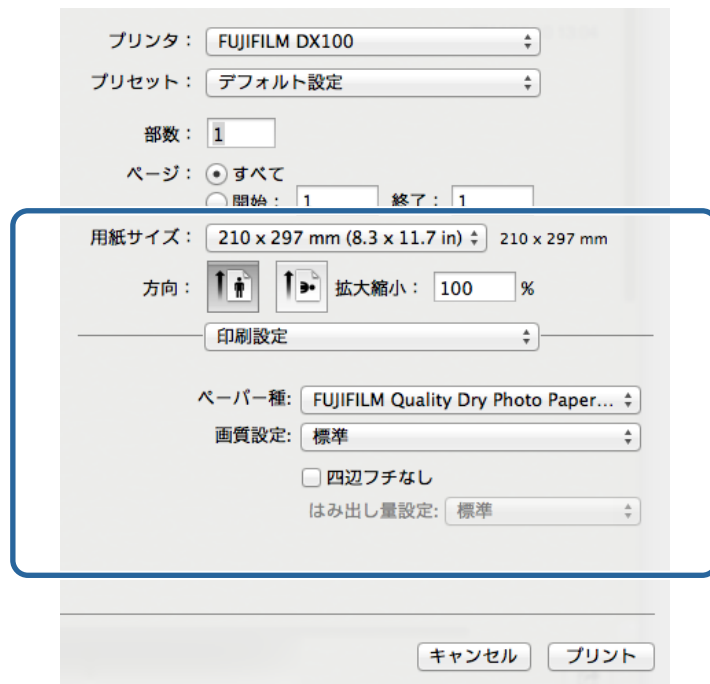 プリンタ： FUJIFILM DX100
プリセット： デフォルト設定
部数： 1
ページ： すべて
開始： 1 終了： 1
用紙サイズ： 210 x 297 mm (8.3 x 11.7 in) 210 x 297 mm
方向： 拡大縮小： 100 %
印刷設定
ペーパー種: FUJIFILM Quality Dry Photo Paper...
画質設定: 標準
四辺フチなし
はみ出し量設定: 標準
キャンセル プリント